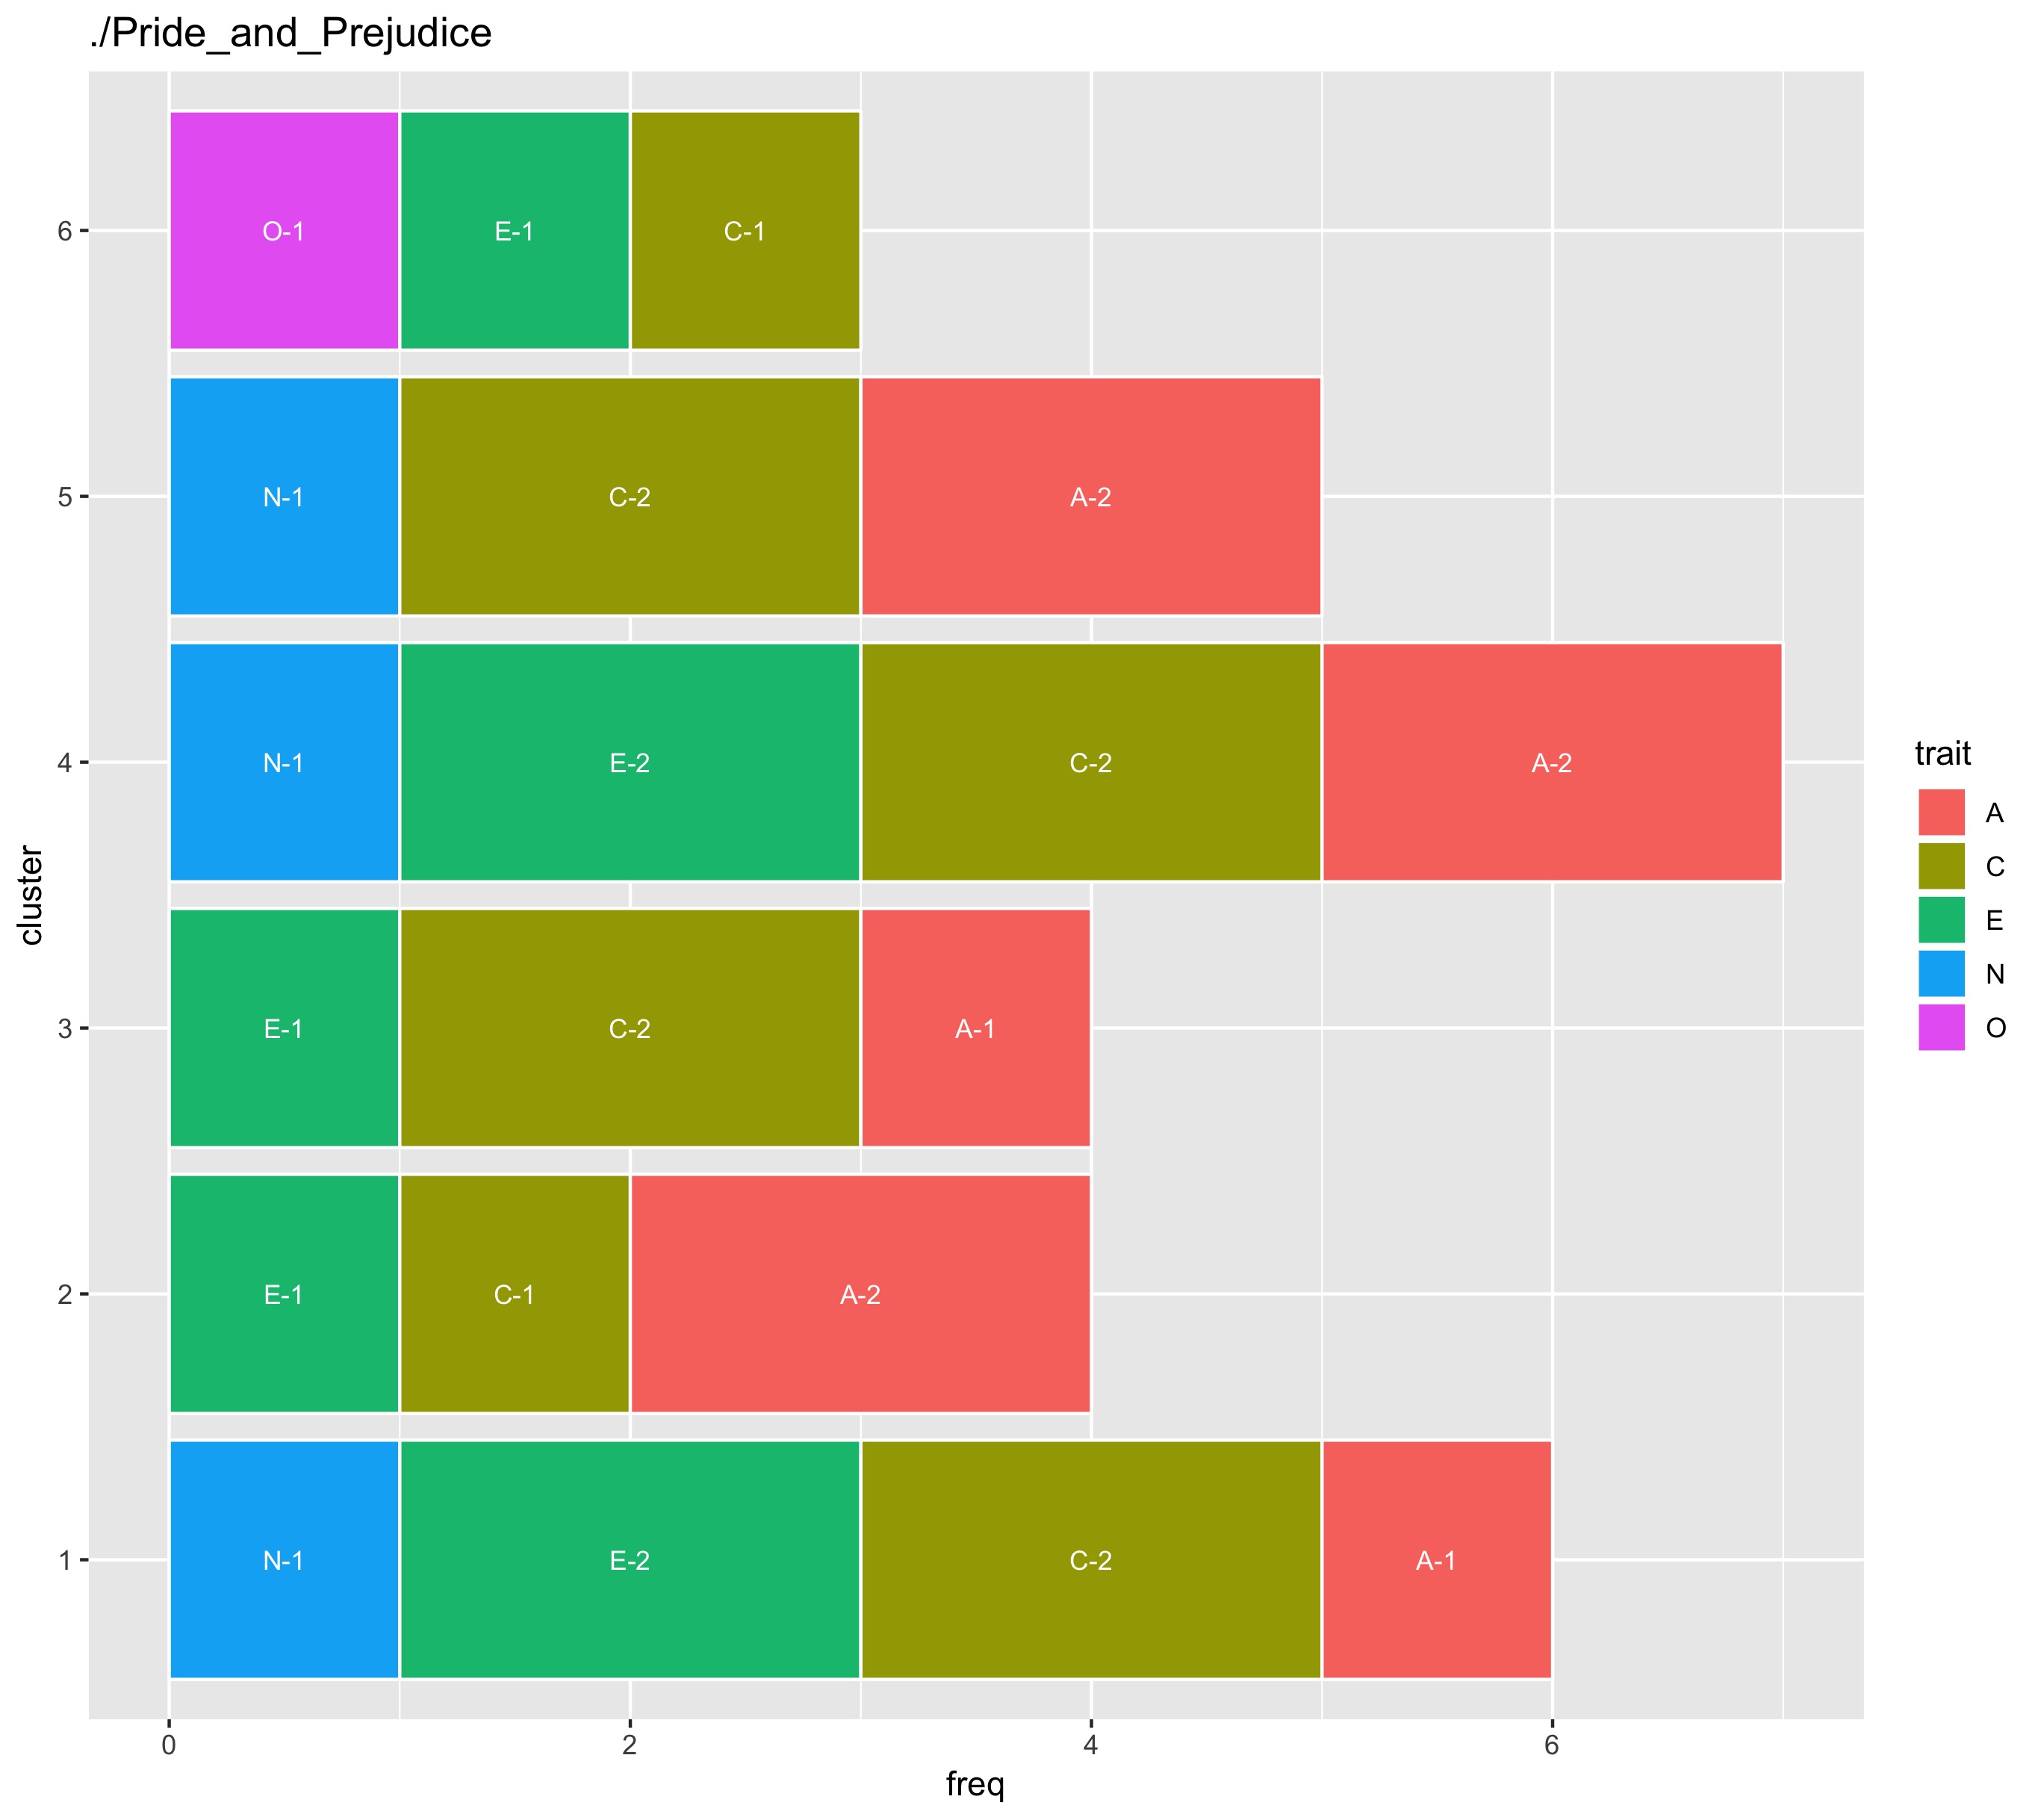 ./Pride_and_Prejudice
6
O-1 E-1 C-1
5
N-1 C-2 A-2
4
N-1 E-2 C-2 A-2
3
E-1 C-2 A-1
2
E-1 C-1 A-2
1
N-1 E-2 C-2 A-1
0 2 4 6
freq
cluster
trait
A
C
E
N
O